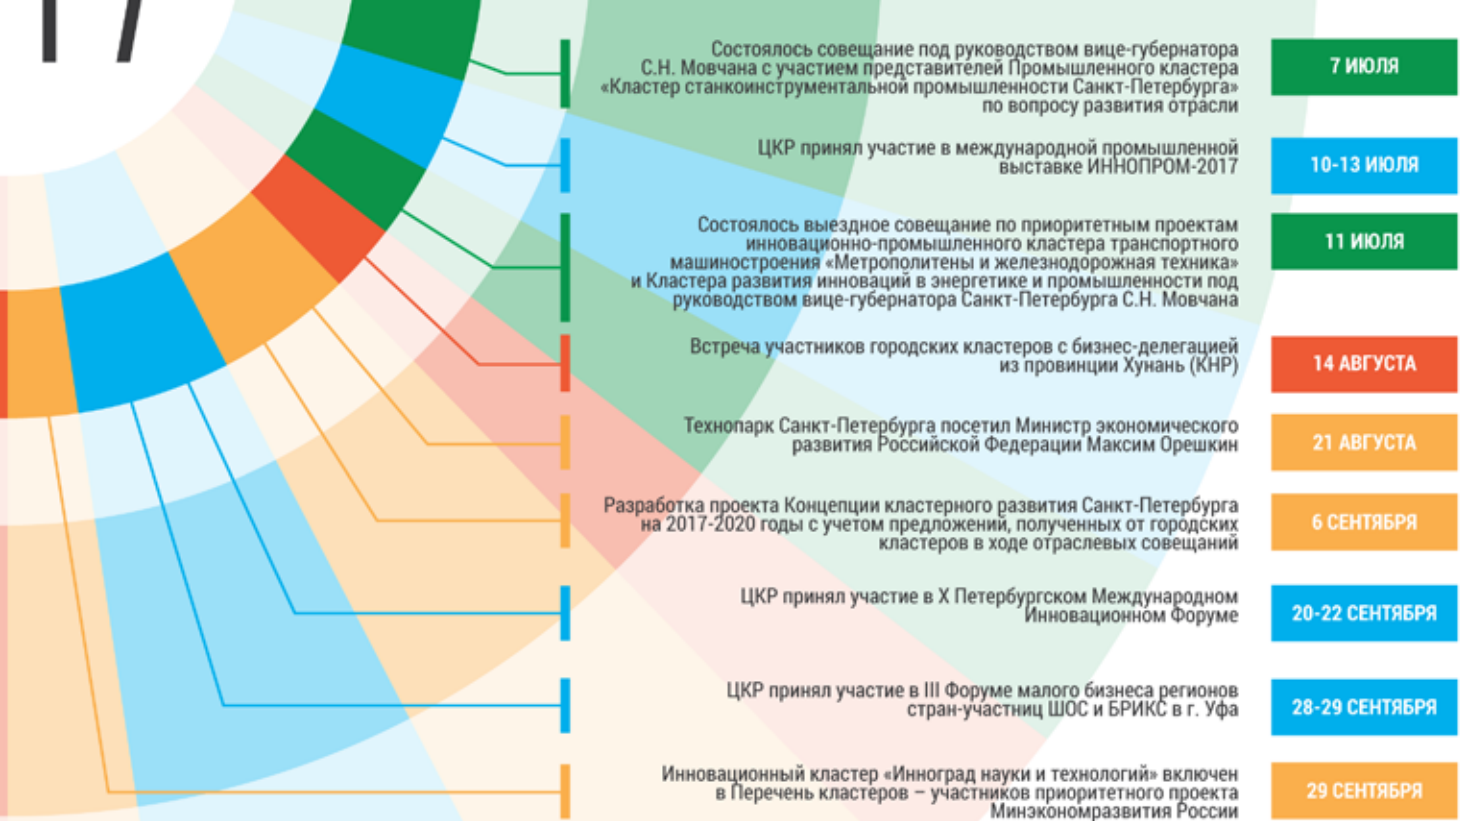 17
Состоялось совещание под руководством вице-губернатора
С.Н. Мовчана с участием представителей Промышленного кластера
«Кластер станкоинструментальной промышленности Санкт-Петербурга»
по вопросу развития отрасли
7 ИЮЛЯ
ЦКР принял участие в международной промышленной
выставке ИННОПРОМ-2017
10-13 ИЮЛЯ
Состоялось выездное совещание по приоритетным проектам
инновационно-промышленного кластера транспортного
машиностроения «Метрополитены и железнодорожная техника»
и Кластера развития инноваций в энергетике и промышленности под
руководством вице-губернатора Санкт-Петербурга С.Н. Мовчана
11 ИЮЛЯ
Встреча участников городских кластеров с бизнес-делегацией
из провинции Хунань (КНР)
14 АВГУСТА
Технопарк Санкт-Петербурга посетил Министр экономического
развития Российской Федерации Максим Орешкин
21 АВГУСТА
Разработка проекта Концепции кластерного развития Санкт-Петербурга
на 2017-2020 годы с учетом предложений, полученных от городских
кластеров в ходе отраслевых совещаний
6 СЕНТЯБРЯ
ЦКР принял участие в X Петербургском Международном
Инновационном Форуме
20-22 СЕНТЯБРЯ
ЦКР принял участие в III Форуме малого бизнеса регионов
стран-участниц ШОС и БРИКС в г. Уфа
28-29 СЕНТЯБРЯ
Инновационный кластер «Инноград науки и технологий» включен
в Перечень кластеров – участников приоритетного проекта
Минэкономразвития России
29 СЕНТЯБРЯ